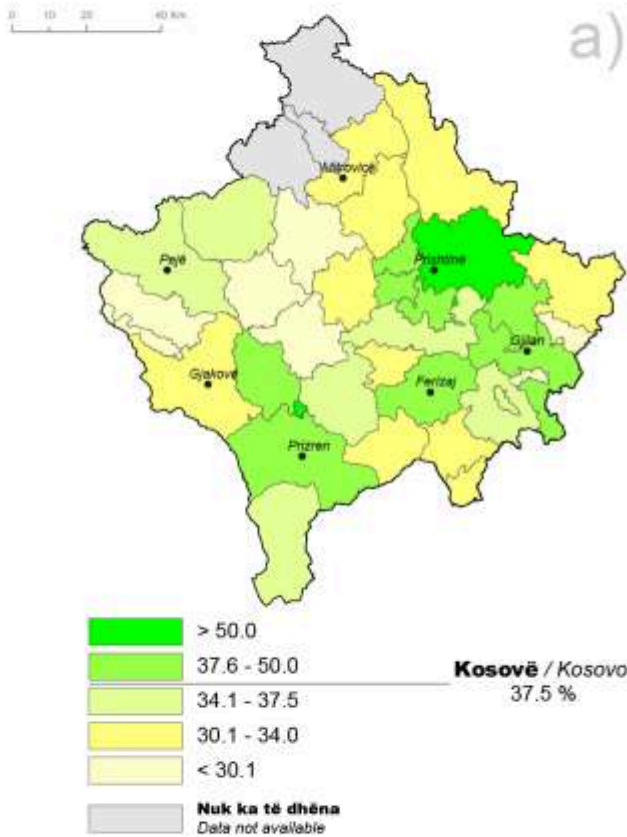 0 20 40 Km
a)
Mitrovicë
Pejë
Prishtinë
Gjilan
Gjakovë
Ferizaj
Prizren
> 50.0
37.6 - 50.0
Kosovë / Kosovo
34.1 - 37.5
37.5 %
30.1 - 34.0
< 30.1
Nuk ka të dhëna
Data not available